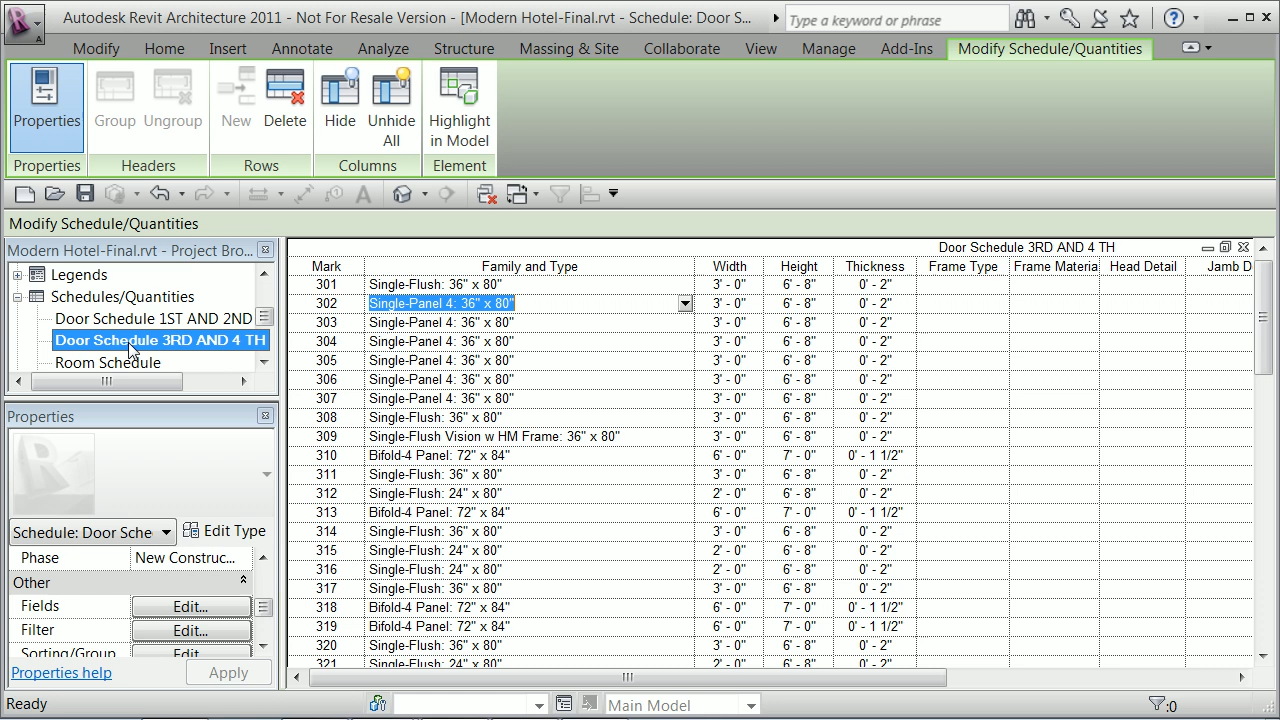 Autodesk Revit Architecture 2011 - Not For Resale Version - [Modern Hotel-Final.rvt - Schedule: Door S...
Type a keyword or phrase
Modify Home Insert Annotate Analyze Structure Massing & Site Collaborate View Manage Add-Ins Modify Schedule/Quantities
Properties Group Ungroup New Delete Hide Unhide All Highlight in Model
Properties Headers Rows Columns Element
Modify Schedule/Quantities
Modern Hotel-Final.rvt - Project Bro...
Legends
Schedules/Quantities
Door Schedule 1ST AND 2ND
Door Schedule 3RD AND 4 TH
Room Schedule
Properties
Schedule: Door Sche Edit Type
Phase New Construc...
Other
Fields Edit...
Filter Edit...
Sorting/Group Edit
Properties help Apply
Door Schedule 3RD AND 4 TH
Mark Family and Type Width Height Thickness Frame Type Frame Materia Head Detail Jamb D
301 Single-Flush: 36" x 80" 3' - 0" 6' - 8" 0' - 2"
302 Single-Panel 4: 36" x 80" 3' - 0" 6' - 8" 0' - 2"
303 Single-Panel 4: 36" x 80" 3' - 0" 6' - 8" 0' - 2"
304 Single-Panel 4: 36" x 80" 3' - 0" 6' - 8" 0' - 2"
305 Single-Panel 4: 36" x 80" 3' - 0" 6' - 8" 0' - 2"
306 Single-Panel 4: 36" x 80" 3' - 0" 6' - 8" 0' - 2"
307 Single-Panel 4: 36" x 80" 3' - 0" 6' - 8" 0' - 2"
308 Single-Flush: 36" x 80" 3' - 0" 6' - 8" 0' - 2"
309 Single-Flush Vision w HM Frame: 36" x 80" 3' - 0" 6' - 8" 0' - 2"
310 Bifold-4 Panel: 72" x 84" 6' - 0" 7' - 0" 0' - 1 1/2"
311 Single-Flush: 36" x 80" 3' - 0" 6' - 8" 0' - 2"
312 Single-Flush: 24" x 80" 2' - 0" 6' - 8" 0' - 2"
313 Bifold-4 Panel: 72" x 84" 6' - 0" 7' - 0" 0' - 1 1/2"
314 Single-Flush: 36" x 80" 3' - 0" 6' - 8" 0' - 2"
315 Single-Flush: 24" x 80" 2' - 0" 6' - 8" 0' - 2"
316 Single-Flush: 24" x 80" 2' - 0" 6' - 8" 0' - 2"
317 Single-Flush: 36" x 80" 3' - 0" 6' - 8" 0' - 2"
318 Bifold-4 Panel: 72" x 84" 6' - 0" 7' - 0" 0' - 1 1/2"
319 Bifold-4 Panel: 72" x 84" 6' - 0" 7' - 0" 0' - 1 1/2"
320 Single-Flush: 36" x 80" 3' - 0" 6' - 8" 0' - 2"
321 Single-Flush: 24" x 80" 2' - 0" 6' - 8" 0' - 2"
Ready Main Model :0